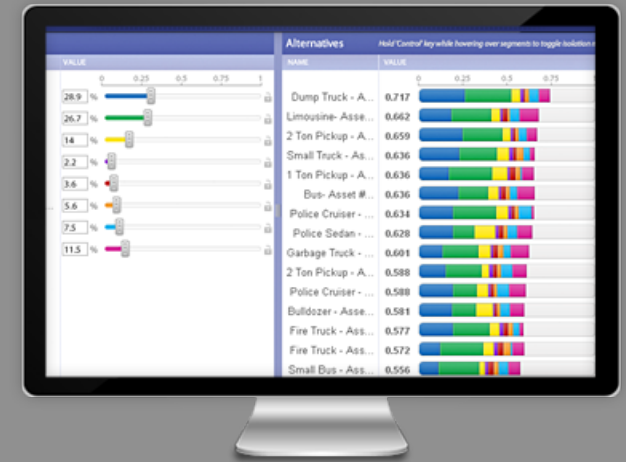 Alternatives Hold 'Control' key while hovering over segments to toggle isolation
VALUE
NAME VALUE
0 0.25 0.5 0.75 1
0 0.25 0.5 0.75
28.9 %
26.7 %
14 %
2.2 %
3.6 %
5.6 %
7.5 %
11.5 %
Dump Truck - A... 0.717
Limousine- Asse... 0.662
2 Ton Pickup - A... 0.659
Small Truck - As... 0.636
1 Ton Pickup - A... 0.636
Bus- Asset #... 0.636
Police Cruiser - ... 0.634
Police Sedan - ... 0.628
Garbage Truck - ... 0.601
2 Ton Pickup - A... 0.588
Police Cruiser - ... 0.588
Bulldozer - Asse... 0.581
Fire Truck - Ass... 0.577
Fire Truck - Ass... 0.572
Small Bus - Ass... 0.556